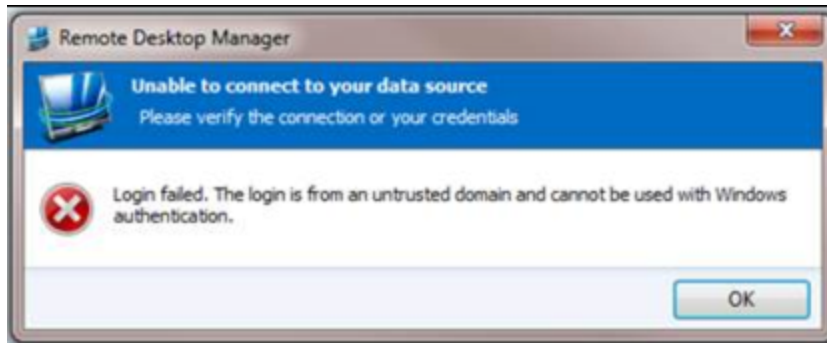 Remote Desktop Manager
Unable to connect to your data source
Please verify the connection or your credentials
Login failed. The login is from an untrusted domain and cannot be used with Windows
authentication.
OK